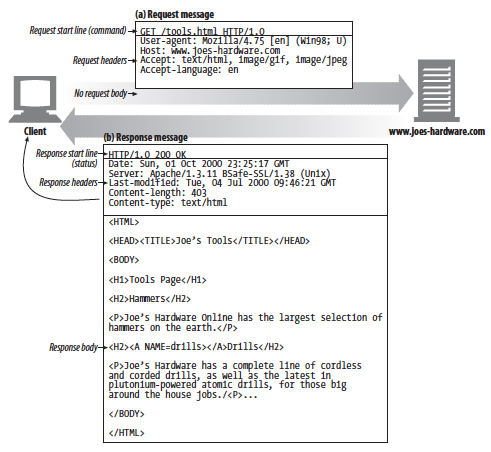 (a) Request message
Request start line (command)
GET /tools.html HTTP/1.0
User-agent: Mozilla/4.75 [en] (Win98; U)
Host: www.joes-hardware.com
Request headers
Accept: text/html, image/gif, image/jpeg
Accept-language: en
No request body
Client
www.joes-hardware.com
(b) Response message
Response start line
(status)
HTTP/1.0 200 OK
Date: Sun, 01 Oct 2000 23:25:17 GMT
Server: Apache/1.3.11 BSafe-SSL/1.38 (Unix)
Response headers
Last-modified: Tue, 04 Jul 2000 09:46:21 GMT
Content-length: 403
Content-type: text/html
<HTML>
<HEAD><TITLE>Joe's Tools</TITLE></HEAD>
<BODY>
<H1>Tools Page</H1>
<H2>Hammers</H2>
<P>Joe's Hardware Online has the largest selection of
hammers on the earth.</P>
Response body
<H2><A NAME=drills></A>Drills</H2>
<P>Joe's Hardware has a complete line of cordless
and corded drills, as well as the latest in
plutonium-powered atomic drills, for those big
around the house jobs./<P>...
</BODY>
</HTML>